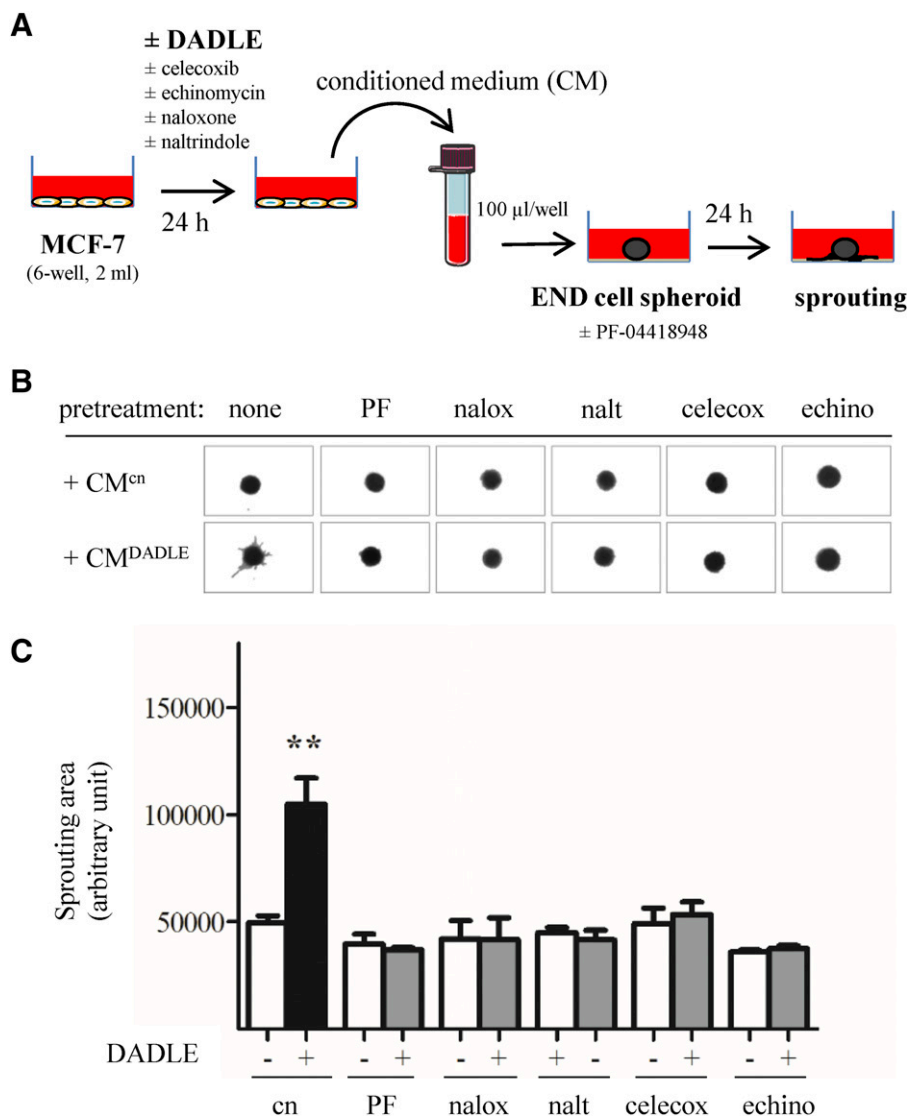 A
± DADLE
± celecoxib
± echinomycin
± naloxone
± naltrindole
conditioned medium (CM)
24 h
MCF-7
(6-well, 2 ml)
100 µl/well
24 h
END cell spheroid
± PF-04418948
sprouting
B
pretreatment: none PF nalox nalt celecox echino
+ CMcn
+ CMDADLE
C
Sprouting area
(arbitrary unit)
150000
100000
50000
**
DADLE - + - + - + + - - + - +
cn PF nalox nalt celecox echino